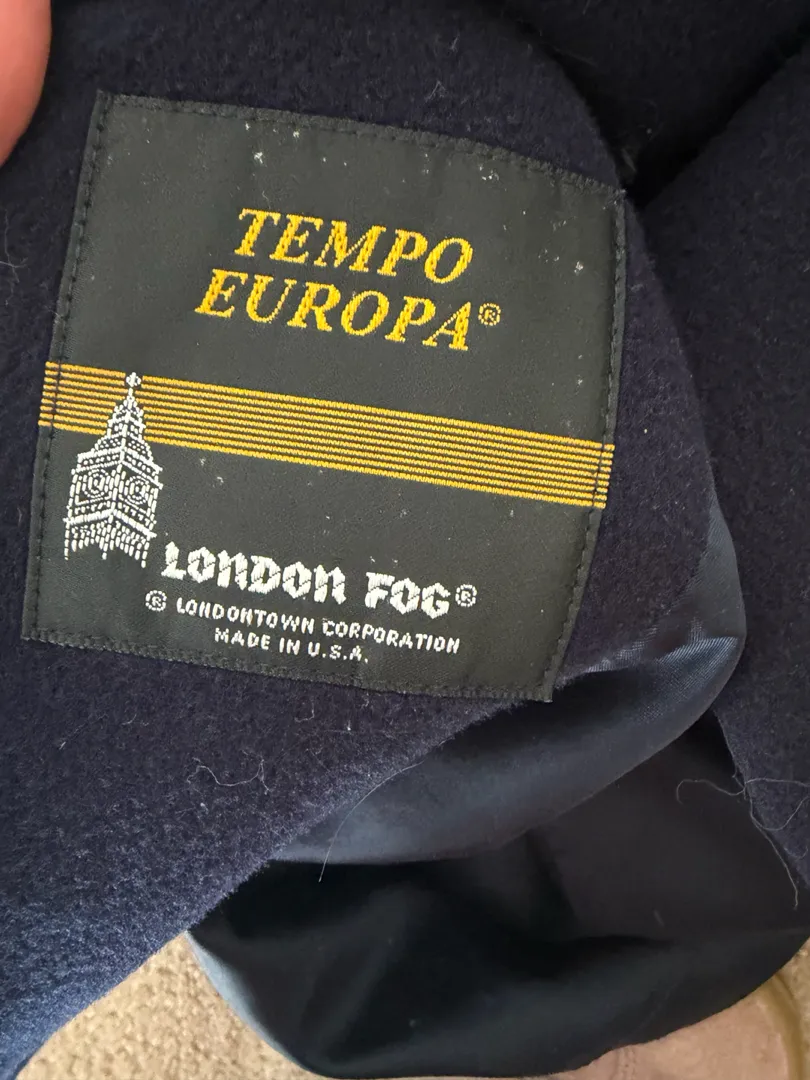 TEMPO
EUROPA®
LONDON FOG®
® LONDONTOWN CORPORATION
MADE IN U.S.A.